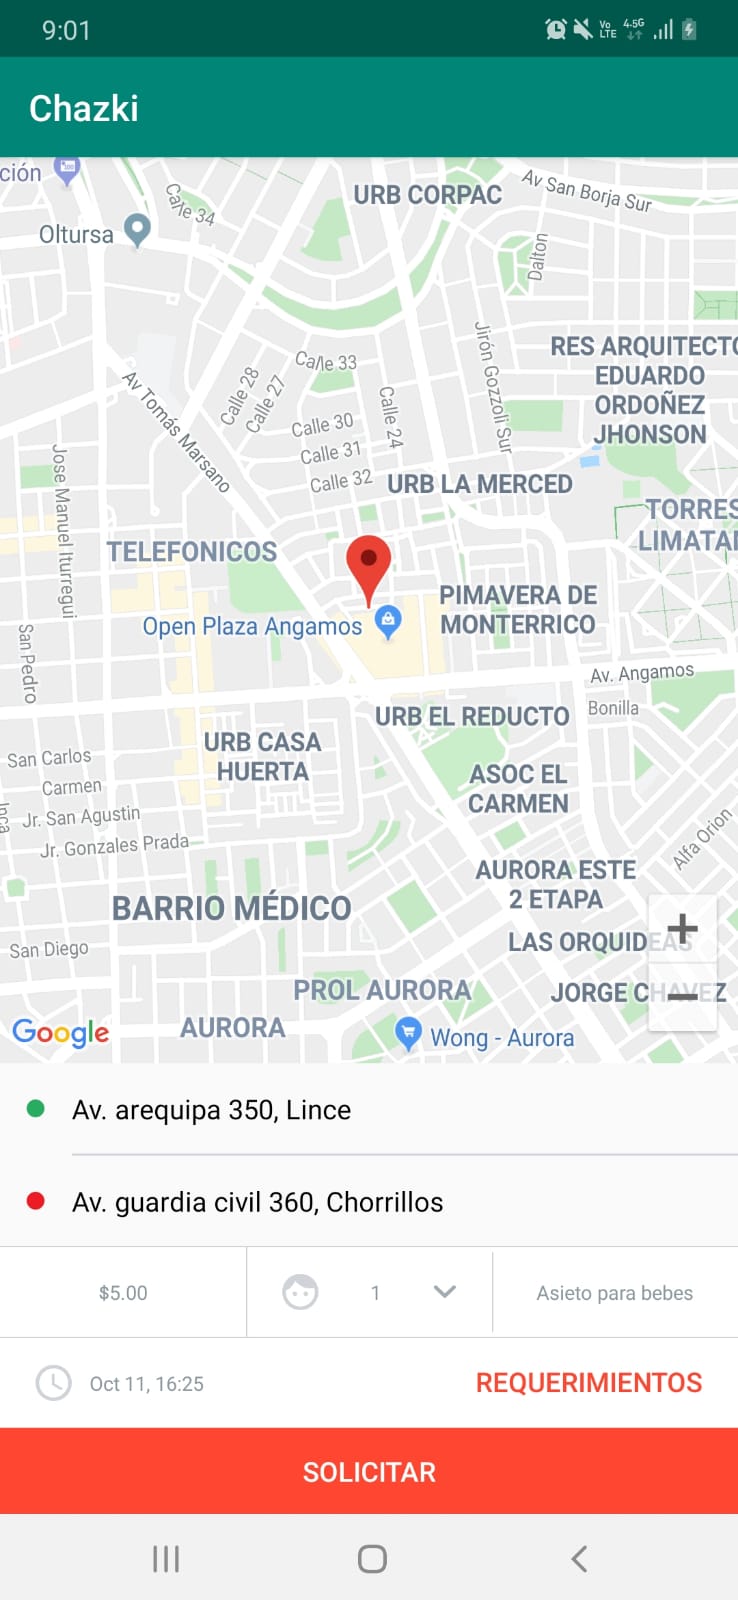 9:01
Vo
LTE
4.5G
Chazki
ción
Calle 34
URB CORPAC
Av San Borja Sur
Oltursa
Dalton
Jirón Gozzoli Sur
RES ARQUITECTO
EDUARDO
ORDOÑEZ
JHONSON
Calle 33
Calle 28
Calle 27
Av Tomás Marsano
Calle 24
Calle 30
Calle 31
Calle 32
URB LA MERCED
Jose Manuel Iturregui
TORRES
LIMATA
TELEFONICOS
PIMAVERA DE
MONTERRICO
Open Plaza Angamos
San Pedro
Av. Angamos
Bonilla
URB EL REDUCTO
URB CASA
HUERTA
San Carlos
Carmen
ASOC EL
CARMEN
Inca
Jr. San Agustin
Jr. Gonzales Prada
Alfa Orion
AURORA ESTE
2 ETAPA
BARRIO MÉDICO
+
LAS ORQUIDEAS
San Diego
PROL AURORA
JORGE CHAVEZ
Google
AURORA
Wong - Aurora
Av. arequipa 350, Lince
Av. guardia civil 360, Chorrillos
$5.00
1
Asieto para bebes
Oct 11, 16:25
REQUERIMIENTOS
SOLICITAR